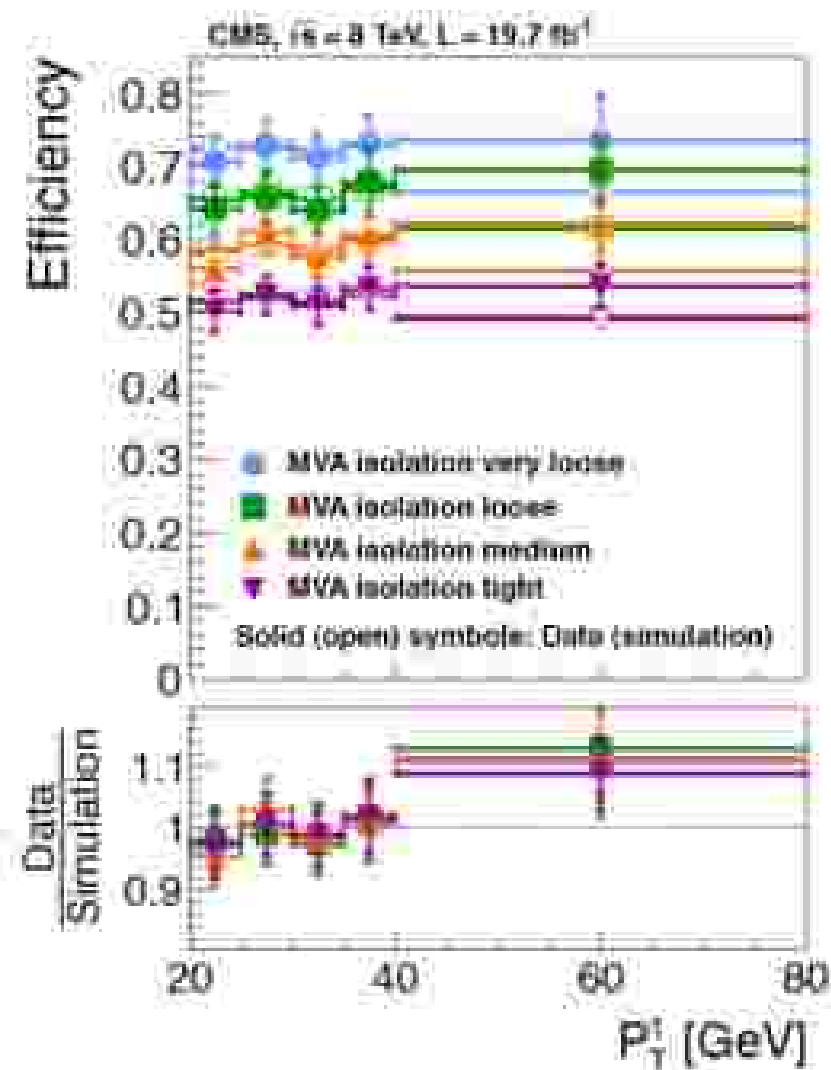 CMS, √s = 8 TeV, L = 19.7 fb⁻¹
Efficiency
0.8
0.7
0.6
0.5
0.4
0.3
0.2
0.1
0
MVA isolation very loose
MVA isolation loose
MVA isolation medium
MVA isolation tight
Solid (open) symbols: Data (simulation)
Data
Simulation
1.1
1
0.9
20 40 60 80
[GeV]